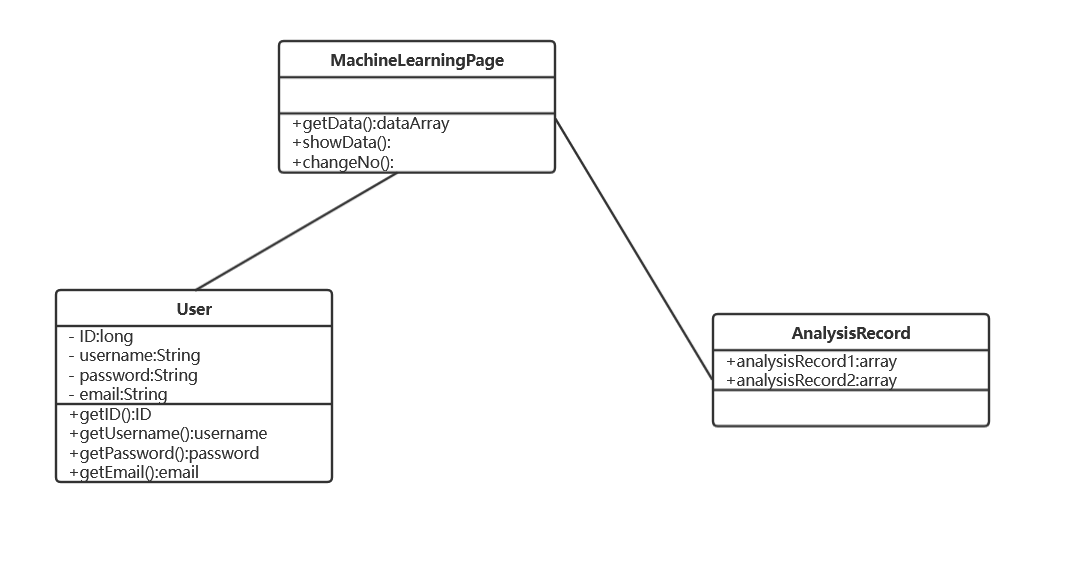 MachineLearningPage
+getData():dataArray
+showData():
+changeNo():
User
- ID:long
- username:String
- password:String
- email:String
+getID():ID
+getUsername():username
+getPassword():password
+getEmail():email
AnalysisRecord
+analysisRecord1:array
+analysisRecord2:array